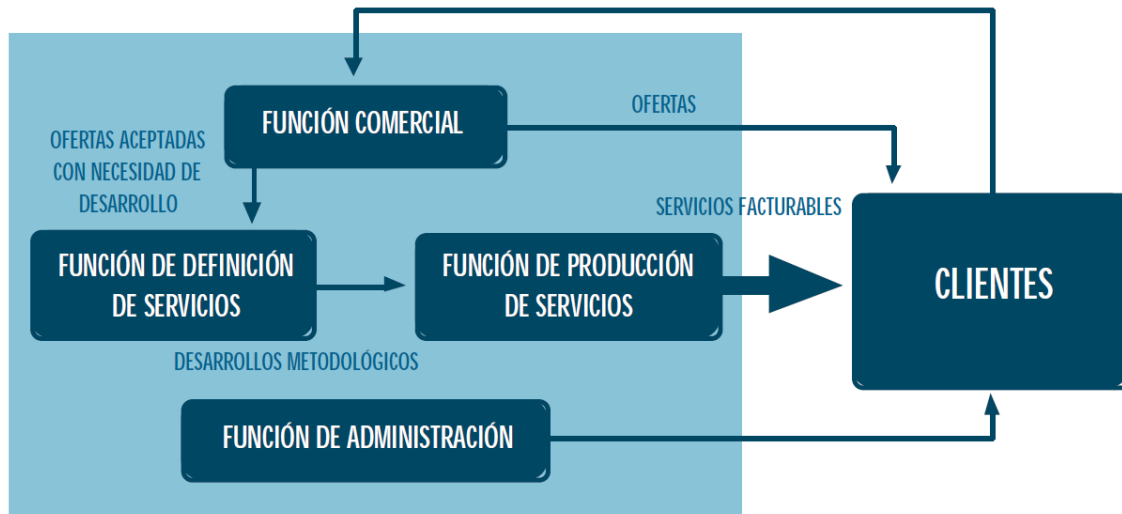 FUNCIÓN COMERCIAL
OFERTAS
OFERTAS ACEPTADAS
CON NECESIDAD DE
DESARROLLO
SERVICIOS FACTURABLES
FUNCIÓN DE DEFINICIÓN
DE SERVICIOS
FUNCIÓN DE PRODUCCIÓN
DE SERVICIOS
CLIENTES
DESARROLLOS METODOLÓGICOS
FUNCIÓN DE ADMINISTRACIÓN